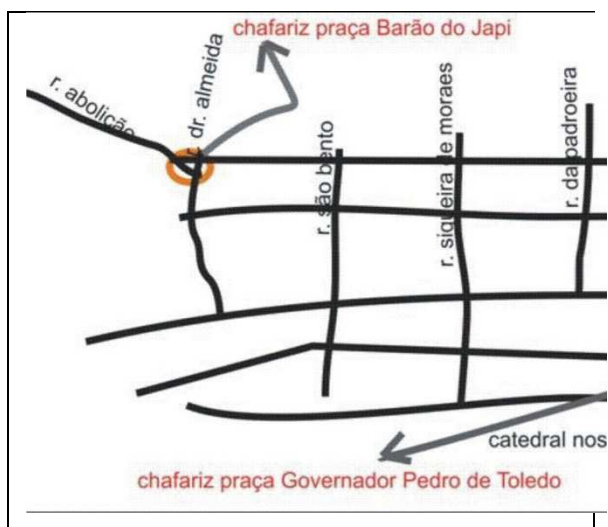 chafariz praça Barão do Japi
r. abolição
r. dr. almeida
r. são bento
r. siqueira de moraes
r. da padroeira
catedral nos
chafariz praça Governador Pedro de Toledo